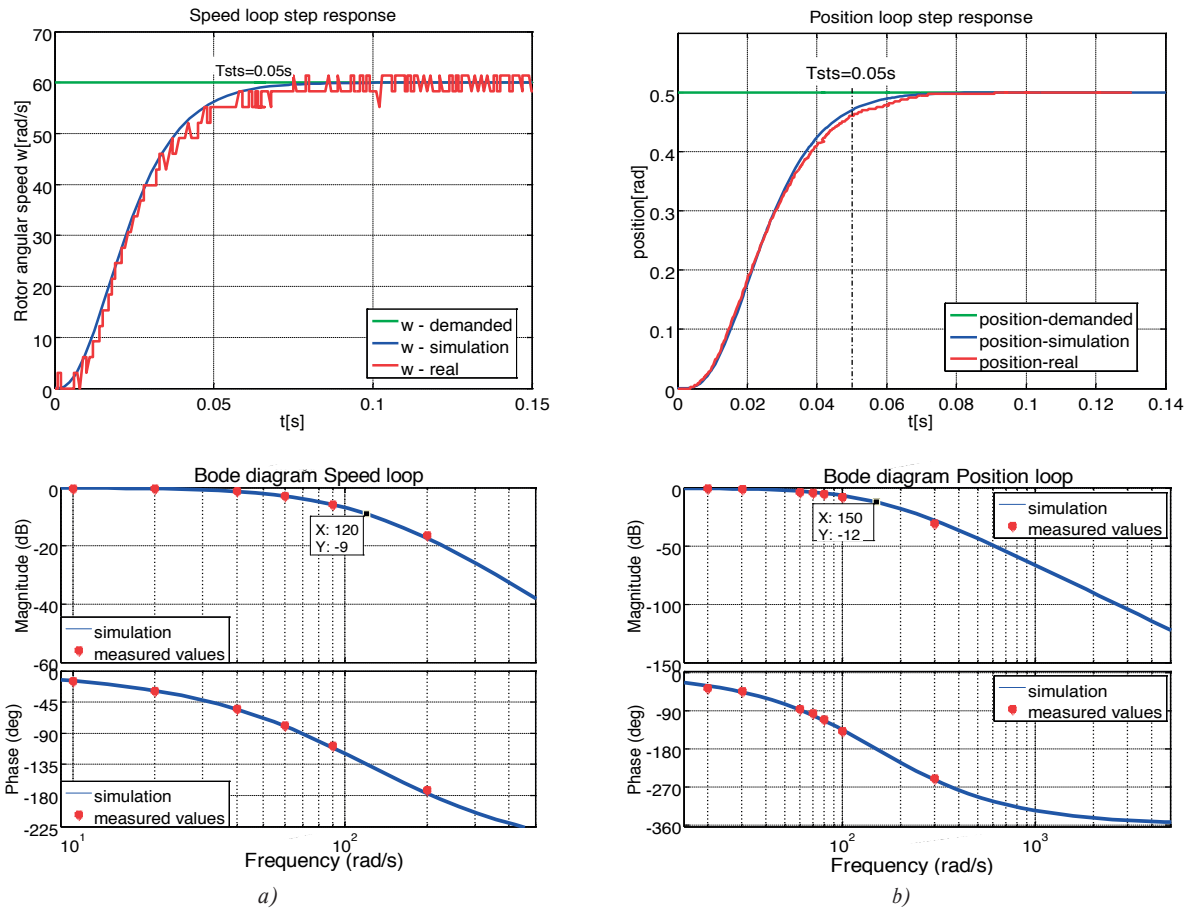 Speed loop step response
70
60
50
40
30
20
10
0
Rotor angular speed w[rad/s]
Tsts=0.05s
w - demanded
w - simulation
w - real
0
0.05
0.1
0.15
t[s]
Position loop step response
0.5
0.4
0.3
0.2
0.1
0
position[rad]
Tsts=0.05s
position-demanded
position-simulation
position-real
0
0.02
0.04
0.06
0.08
0.1
0.12
0.14
t[s]
Bode diagram Speed loop
0
-20
-40
-60
Magnitude (dB)
X: 120
Y: -9
simulation
measured values
0
-45
-90
-135
-180
-225
Phase (deg)
simulation
measured values
10^1
10^2
Frequency (rad/s)
a)
Bode diagram Position loop
0
-50
-100
-150
Magnitude (dB)
X: 150
Y: -12
simulation
measured values
0
-90
-180
-270
-360
Phase (deg)
simulation
measured values
10^2
10^3
Frequency (rad/s)
b)